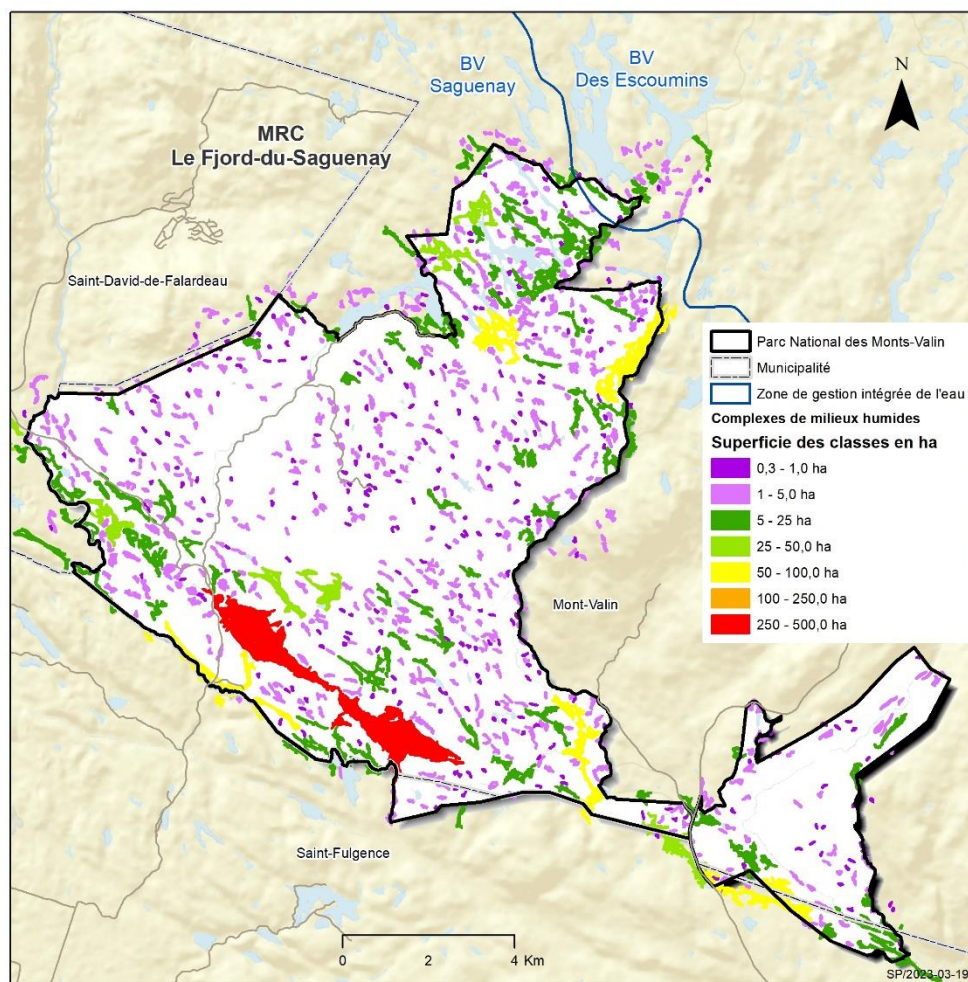 BV
Saguenay
BV
Des Escoumins
N
MRC
Le Fjord-du-Saguenay
Saint-David-de-Falardeau
Parc National des Monts-Valin
Municipalité
Zone de gestion intégrée de l'eau
Complexes de milieux humides
Superficie des classes en ha
0,3 - 1,0 ha
1 - 5,0 ha
5 - 25 ha
25 - 50,0 ha
50 - 100,0 ha
100 - 250,0 ha
250 - 500,0 ha
Mont-Valin
Saint-Fulgence
0 2 4 Km
SP/2023-03-19